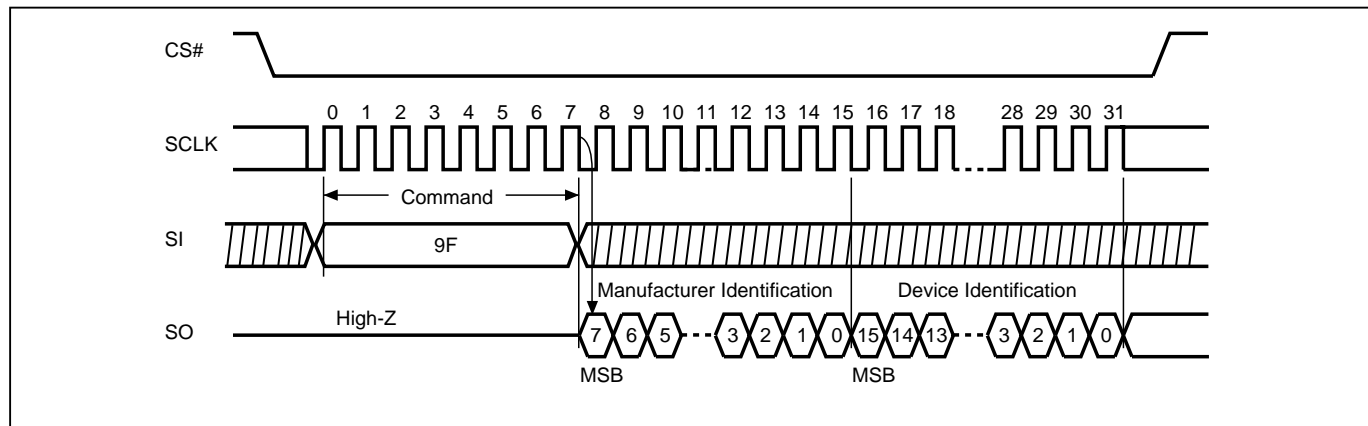 CS#
0 1 2 3 4 5 6 7 8 9 10 11 12 13 14 15 16 17 18 28 29 30 31
SCLK
Command
SI
9F
Manufacturer Identification Device Identification
High-Z
SO
7 6 5 3 2 1 0 15 14 13 3 2 1 0
MSB MSB